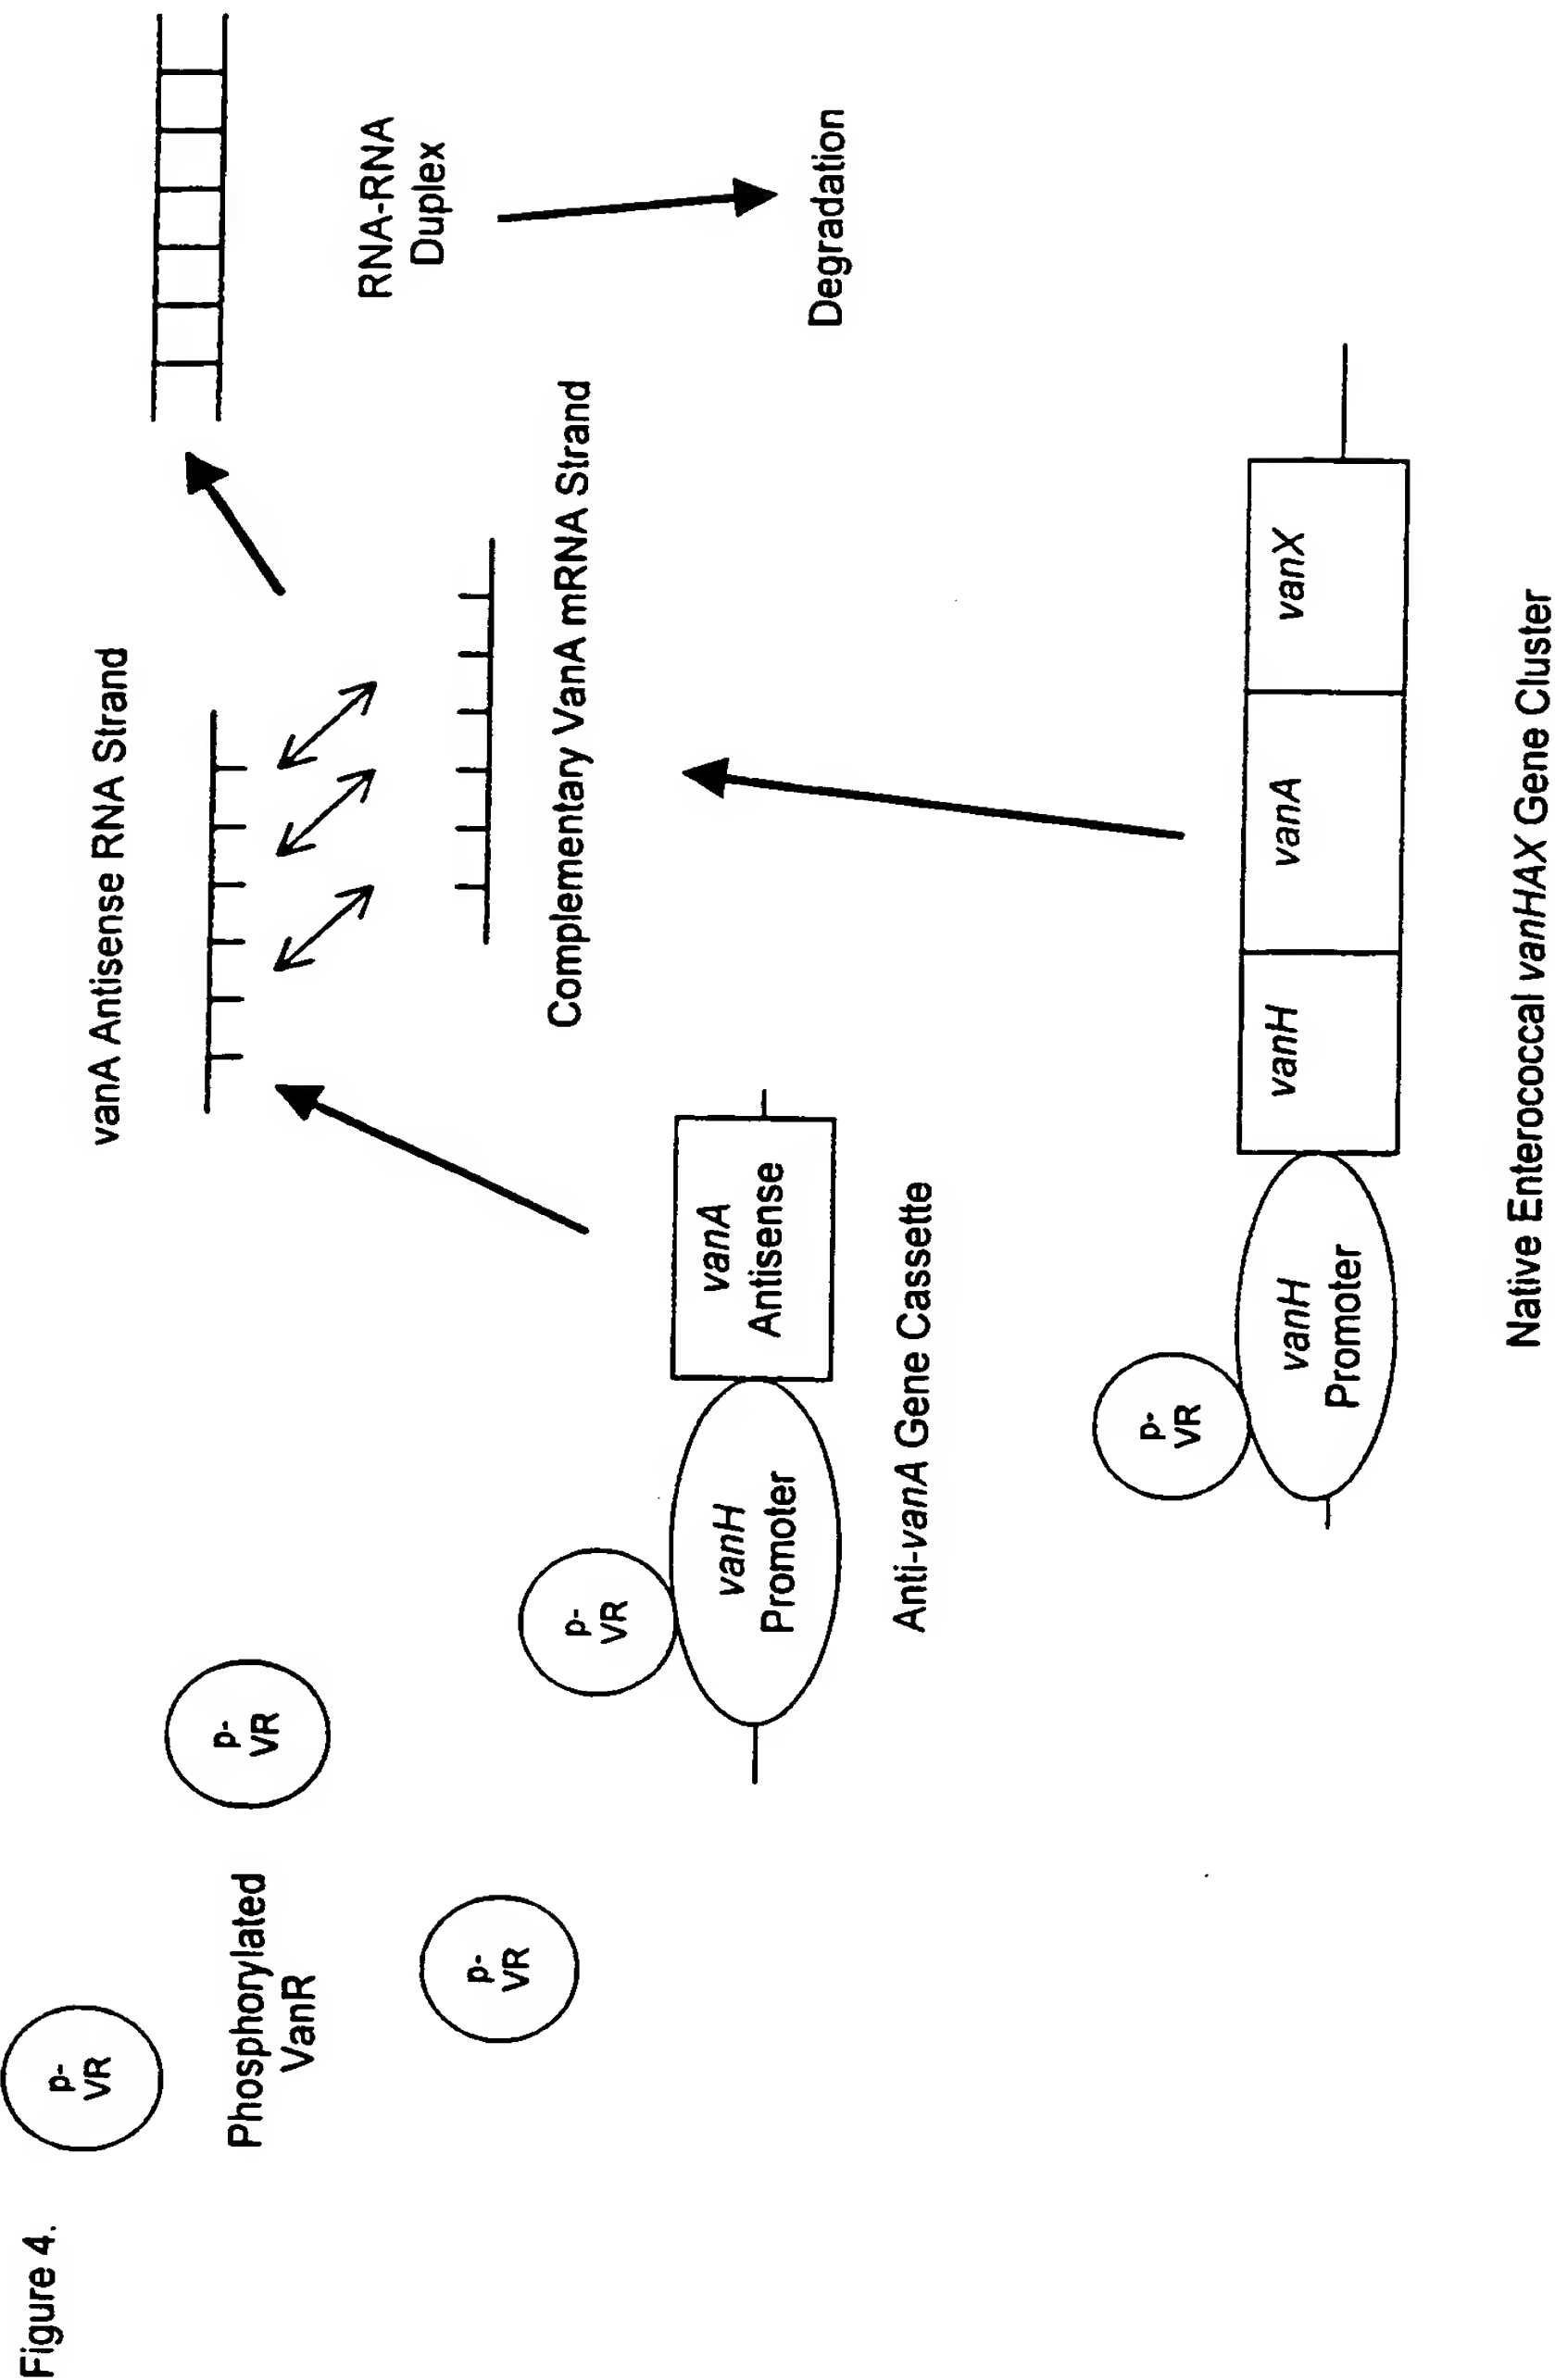 Figure 4.
p-
VR
Phosphorylated
VanR
p-
VR
p-
VR
vanA Antisense RNA Strand
RNA-RNA
Duplex
Degradation
Complementary VanA mRNA Strand
p-
VR
vanH
Promoter
vanA
Antisense
Anti-vanA Gene Cassette
p-
VR
vanH
Promoter
vanH
vanA
vanX
Native Enterococcal vanHAX Gene Cluster